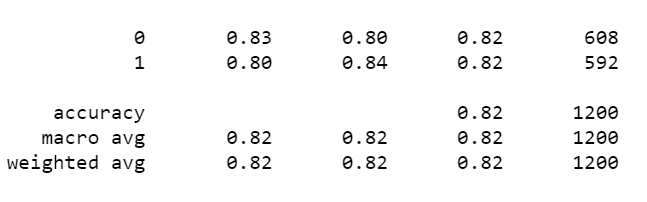 0 0.83 0.80 0.82 608
1 0.80 0.84 0.82 592
accuracy 0.82 1200
macro avg 0.82 0.82 0.82 1200
weighted avg 0.82 0.82 0.82 1200